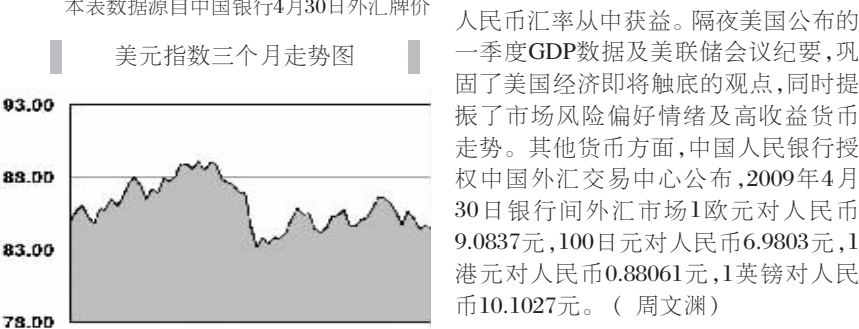 本表数据源自中国银行4月30日外汇牌价
美元指数三个月走势图
93.00
88.00
83.00
78.00
人民币汇率从中获益。隔夜美国公布的
一季度GDP数据及美联储会议纪要,巩
固了美国经济即将触底的观点,同时提
振了市场风险偏好情绪及高收益货币
走势。其他货币方面,中国人民银行授
权中国外汇交易中心公布,2009年4月
30日银行间外汇市场1欧元对人民币
9.0837元,100日元对人民币6.9803元,1
港元对人民币0.88061元,1英镑对人民
币10.1027元。( 周文渊)